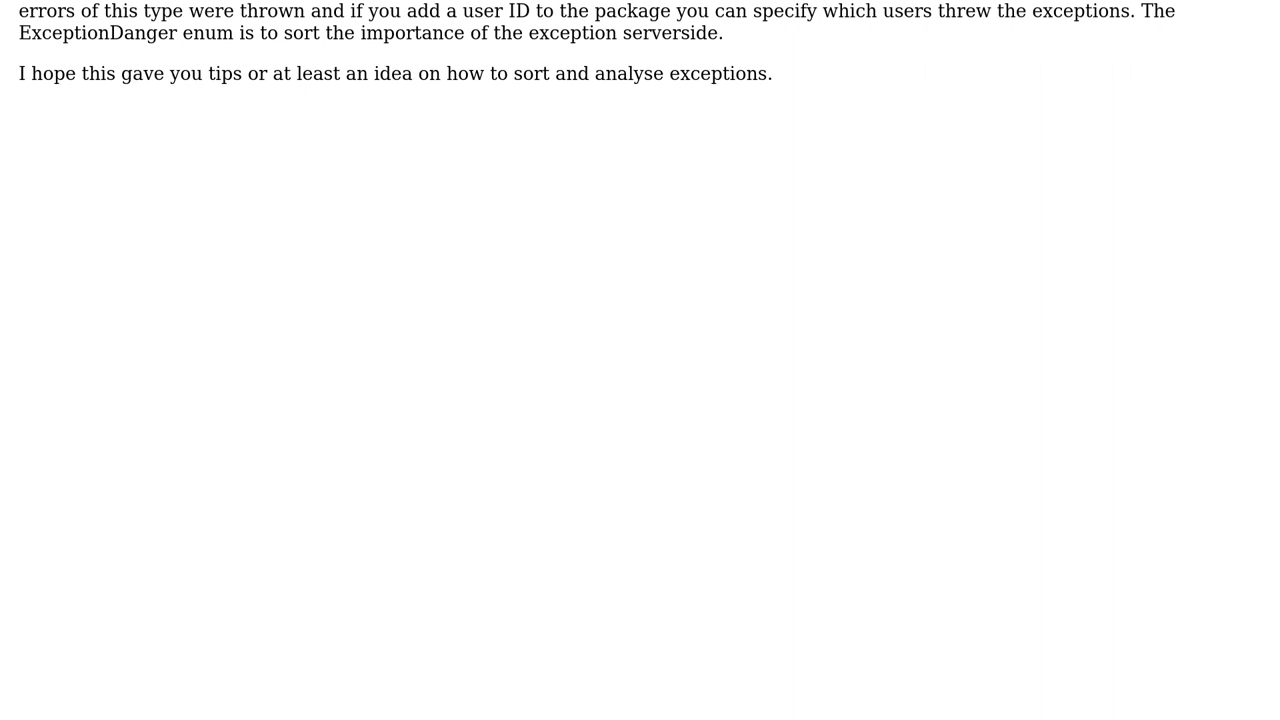 errors of this type were thrown and if you add a user ID to the package you can specify which users threw the exceptions. The
ExceptionDanger enum is to sort the importance of the exception serverside.
I hope this gave you tips or at least an idea on how to sort and analyse exceptions.